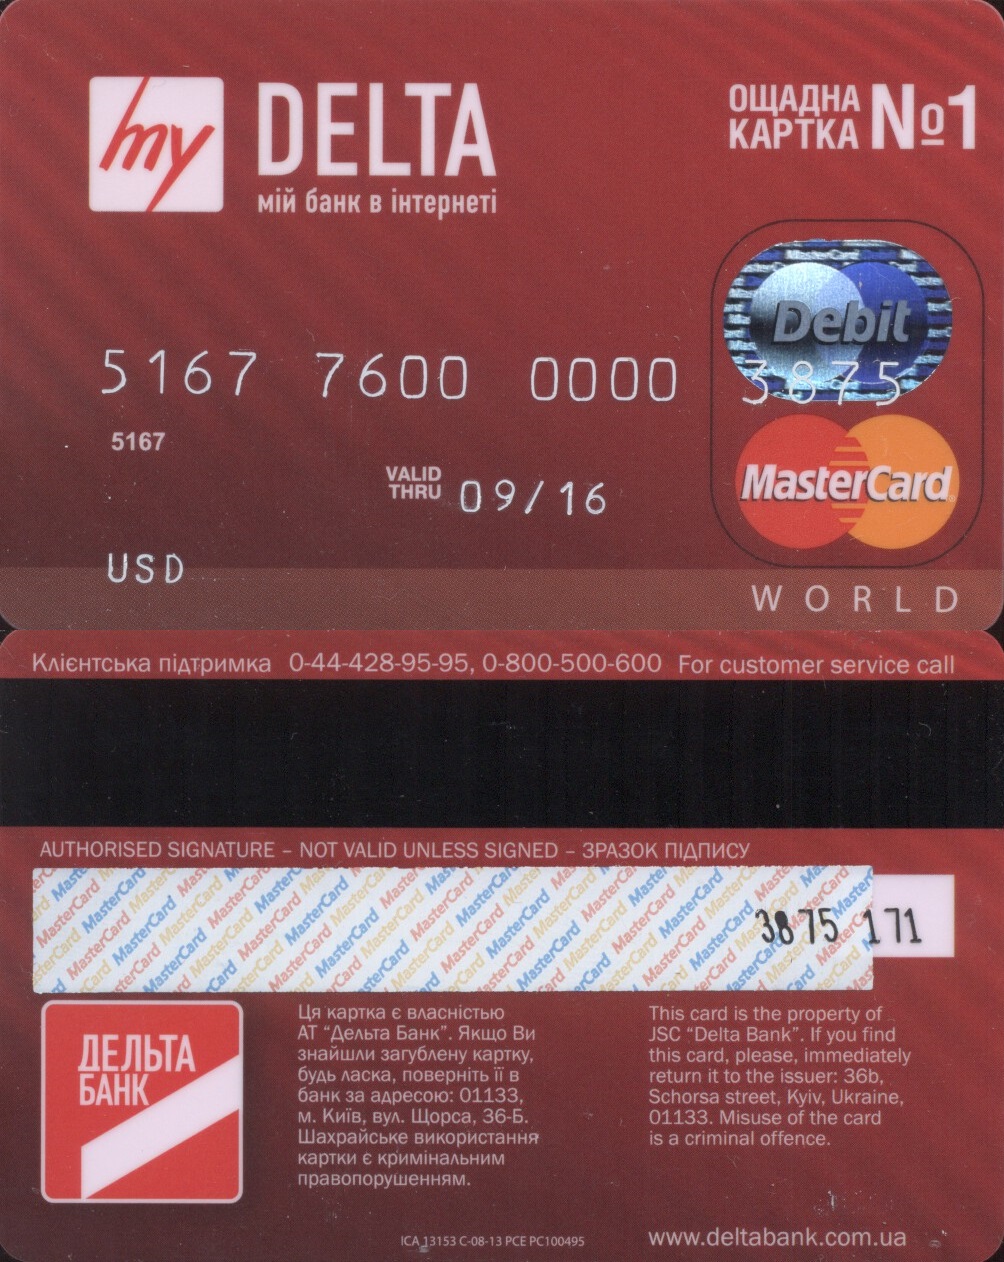 my DELTA
мій банк в інтернеті
ОЩАДНА
КАРТКА №1
Debit
5167 7600 0000 3875
5167
MasterCard
VALID
THRU 09/16
USD
WORLD
Клієнтська підтримка 0-44-428-95-95, 0-800-500-600 For customer service call
AUTHORISED SIGNATURE – NOT VALID UNLESS SIGNED – ЗРАЗОК ПІДПИСУ
3875 171
ДЕЛЬТА
БАНК
Ця картка є власністю
АТ “Дельта Банк”. Якщо Ви
знайшли загублену картку,
будь ласка, поверніть її в
банк за адресою: 01133,
м. Київ, вул. Щорса, 36-Б.
Шахрайське використання
картки є кримінальним
правопорушенням.
This card is the property of
JSC “Delta Bank”. If you find
this card, please, immediately
return it to the issuer: 36b,
Schorsa street, Kyiv, Ukraine,
01133. Misuse of the card
is a criminal offence.
ICA 13153 C-08-13 PCE PC100495
www.deltabank.com.ua